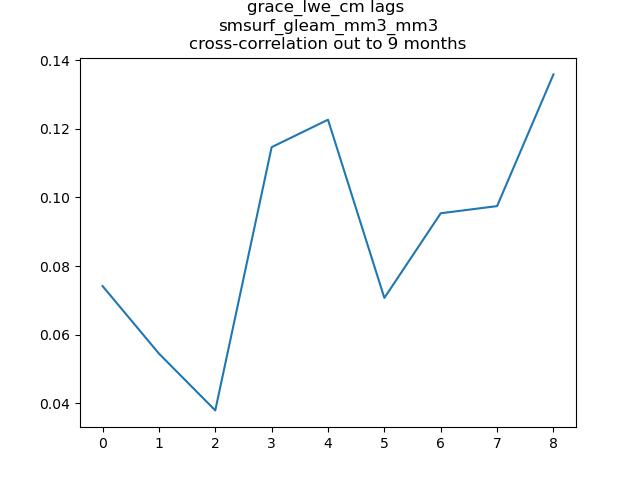 grace_lwe_cm lags
smsurf_gleam_mm3_mm3
cross-correlation out to 9 months
0.14
0.12
0.10
0.08
0.06
0.04
0 1 2 3 4 5 6 7 8